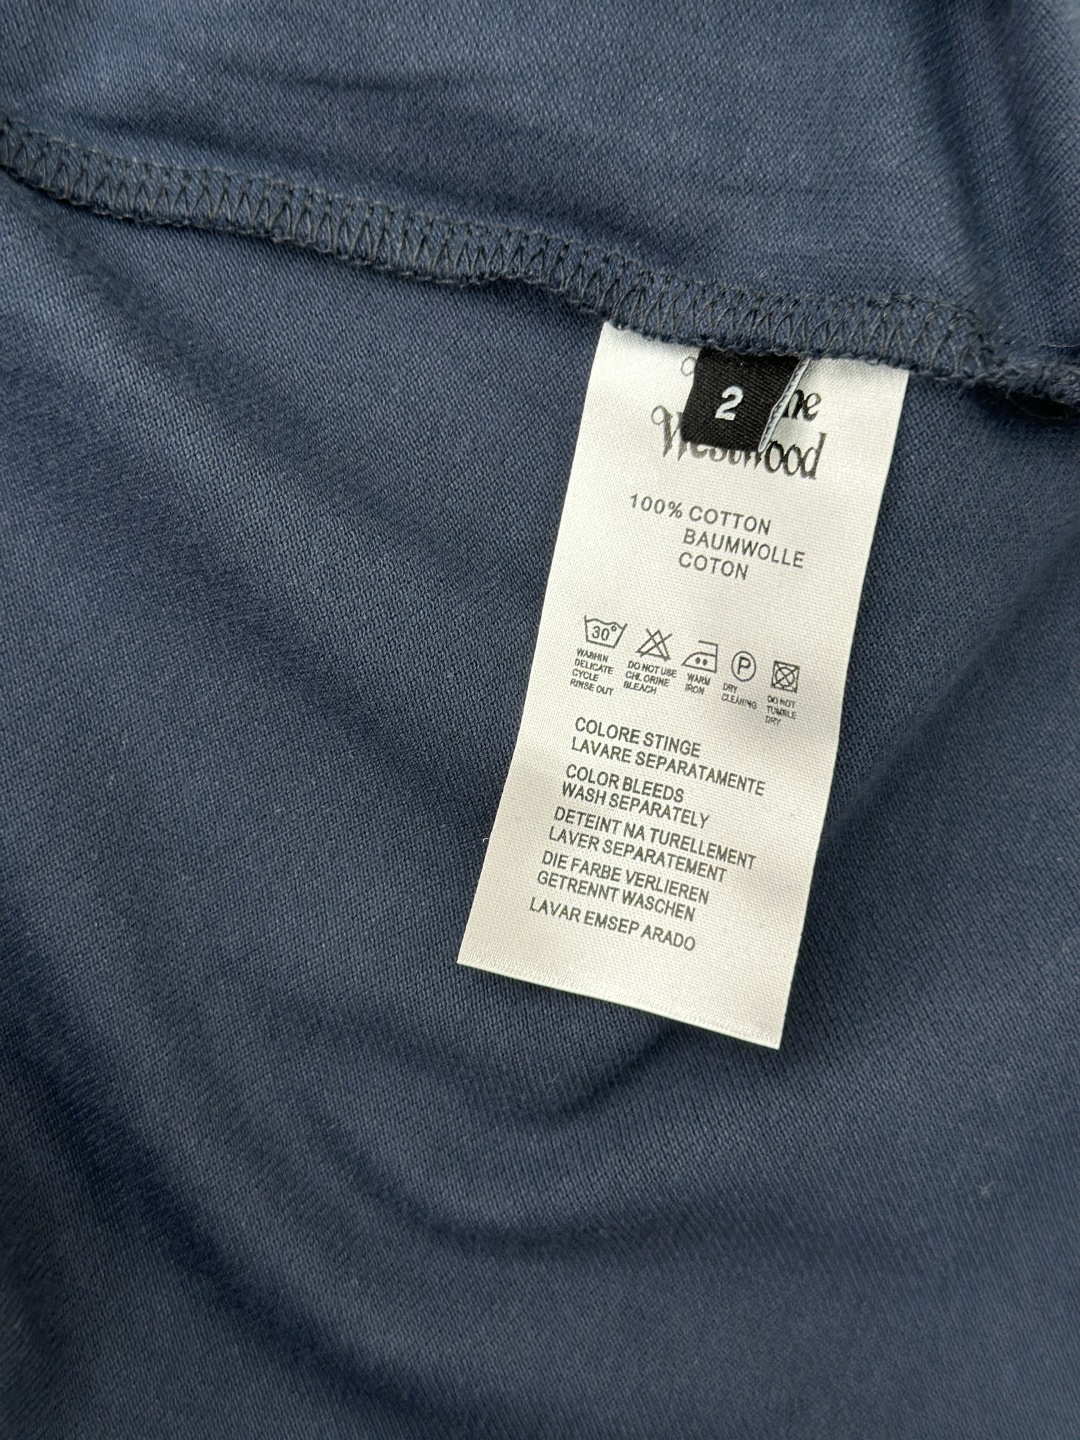 2
Westwood
100% COTTON
BAUMWOLLE
COTON
30°
P
WARHIN
DELICATE
CYCLE
RINSE OUT
DO NOT USE
CHLORINE
BLEACH
WARM
IRON
DRY
CLEANING
DO NOT
TUMBLE
DRY
COLORE STINGE
LAVARE SEPARATAMENTE
COLOR BLEEDS
WASH SEPARATELY
DETEINT NA TURELLEMENT
LAVER SEPAREMENT
DIE FARBE VERLIEREN
GETRENNT WASCHEN
LAVAR EMSEP ARADO